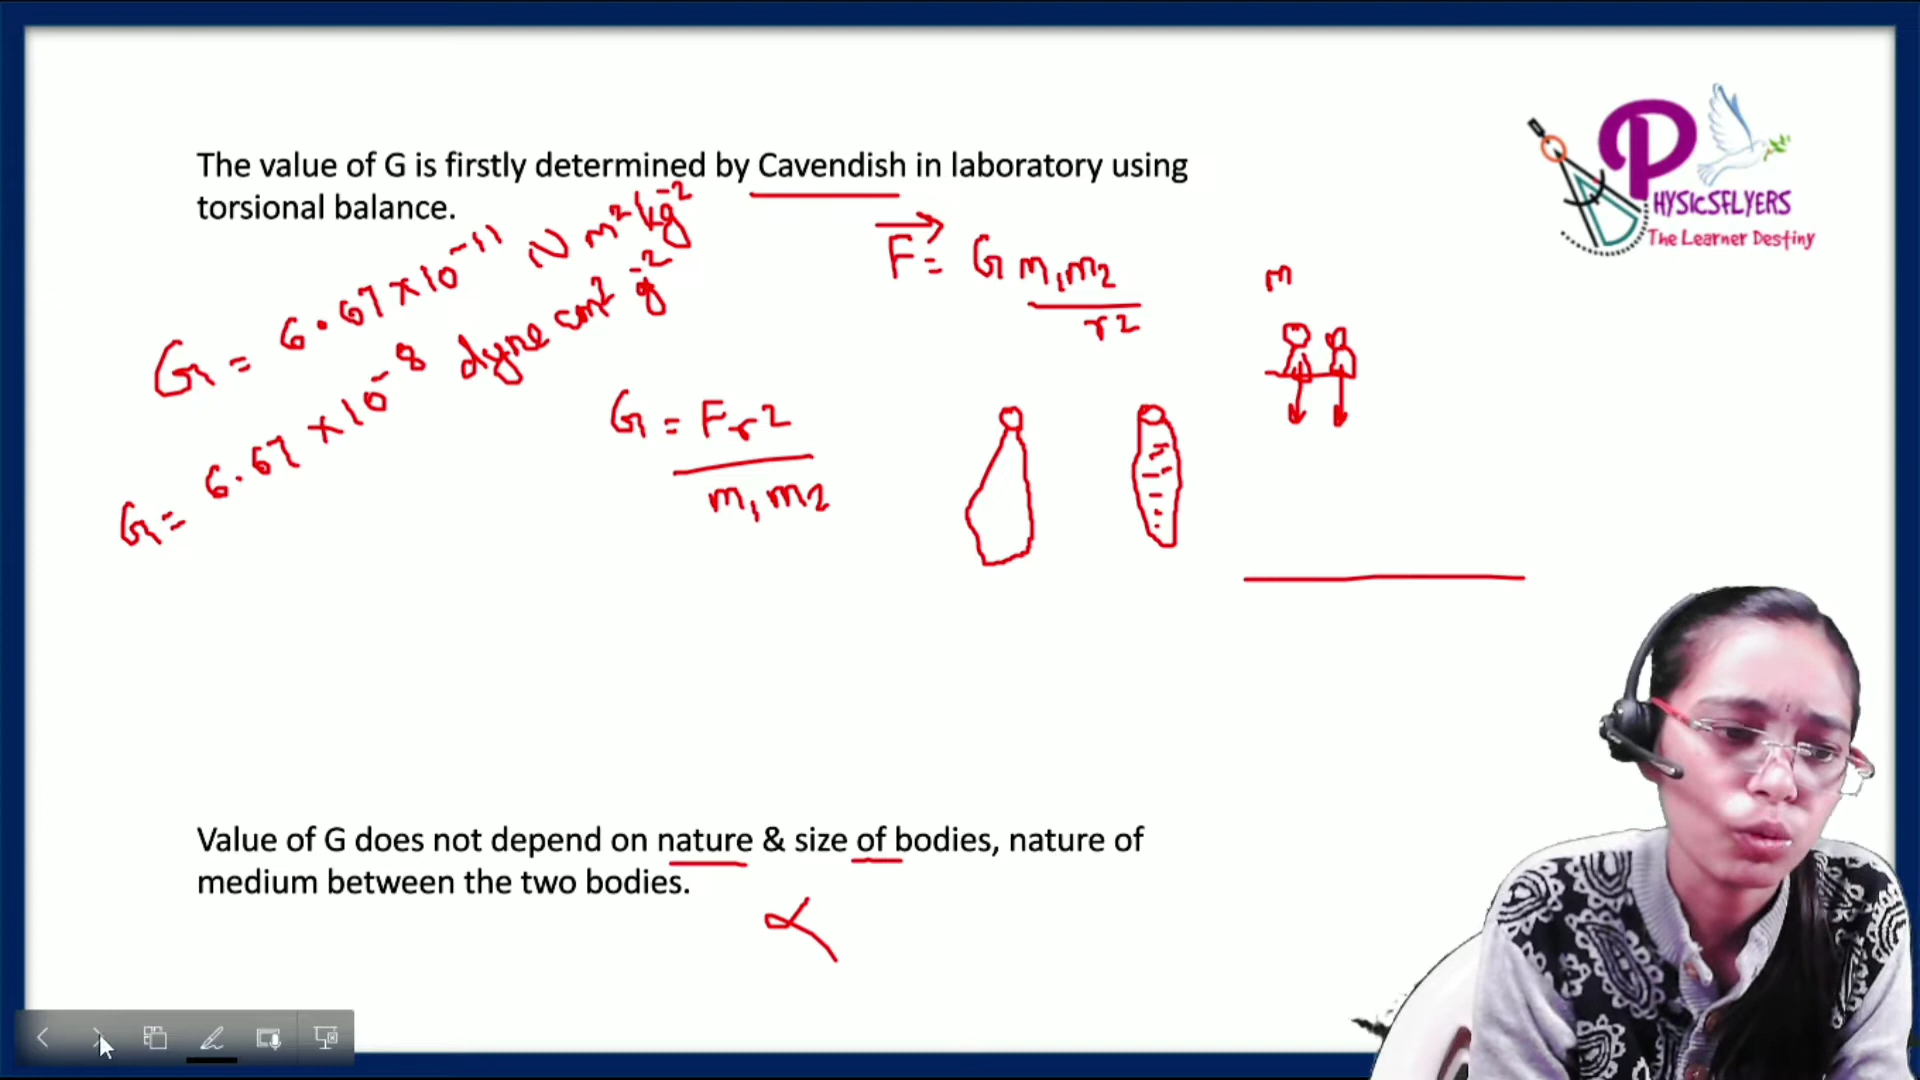 The value of G is firstly determined by Cavendish in laboratory using
torsional balance.
PHYSICSFLYERS
The Learner Destiny
G = 6.67 × 10⁻¹¹ N m² kg⁻²
F = G m₁m₂
r²
m
G = 6.67 × 10⁻⁸ dyne cm² g⁻²
G = Fr²
m₁m₂
Value of G does not depend on nature & size of bodies, nature of
medium between the two bodies.